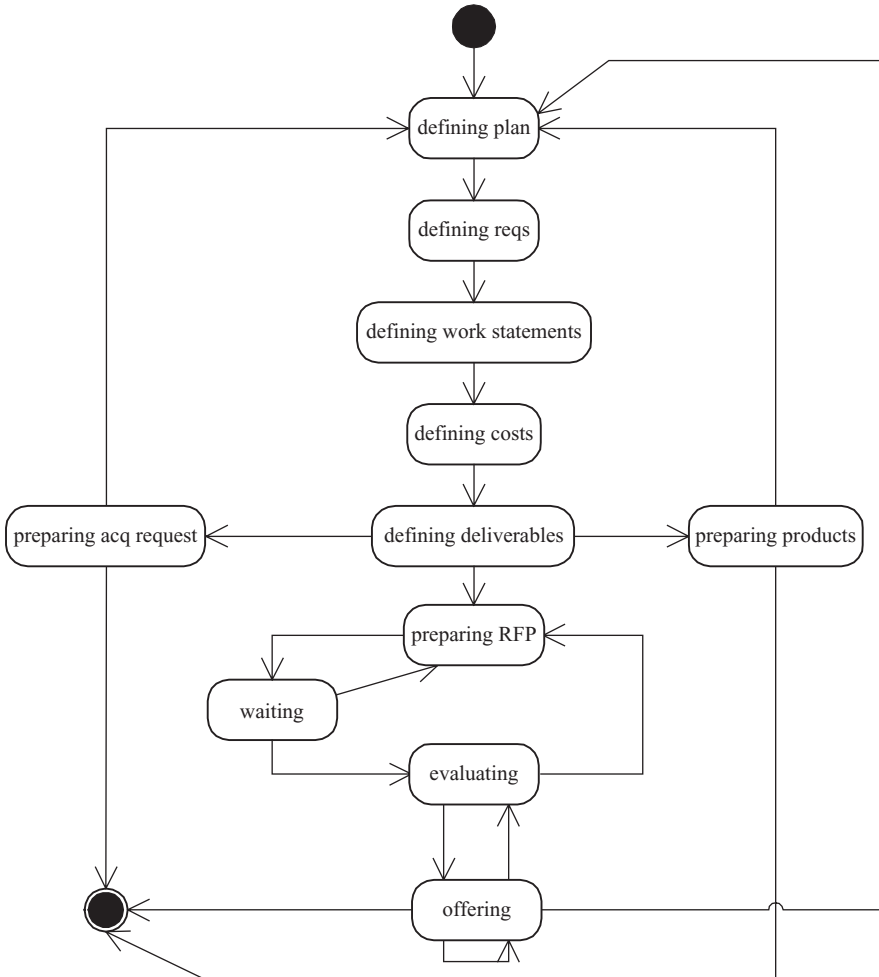 defining plan
defining reqs
defining work statements
defining costs
preparing acq request
defining deliverables
preparing products
preparing RFP
waiting
evaluating
offering